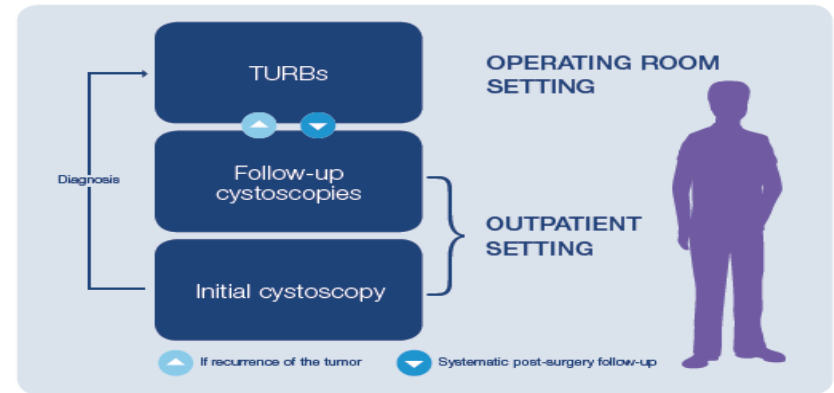 TURBs
OPERATING ROOM
SETTING
Diagnosis
Follow-up
cystoscopies
OUTPATIENT
SETTING
Initial cystoscopy
If recurrence of the tumor
Systematic post-surgery follow-up